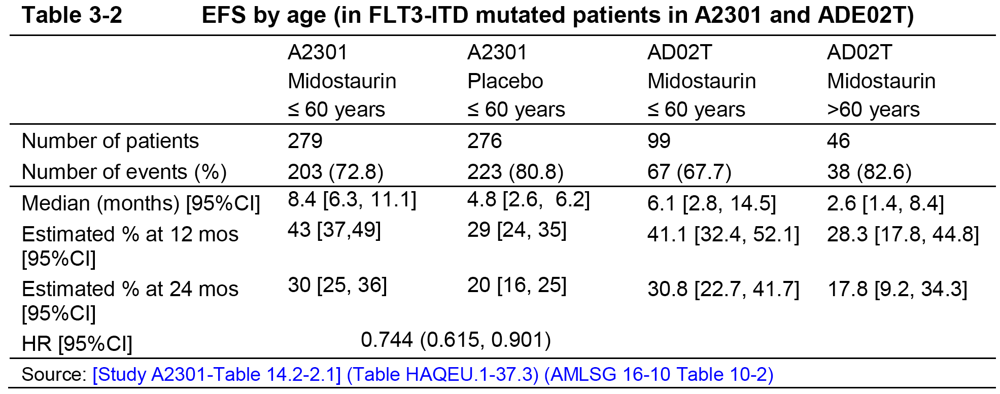 Table 3-2 EFS by age (in FLT3-ITD mutated patients in A2301 and ADE02T)
A2301 A2301 AD02T AD02T
Midostaurin Placebo Midostaurin Midostaurin
≤ 60 years ≤ 60 years ≤ 60 years >60 years
Number of patients 279 276 99 46
Number of events (%) 203 (72.8) 223 (80.8) 67 (67.7) 38 (82.6)
Median (months) [95%CI] 8.4 [6.3, 11.1] 4.8 [2.6, 6.2] 6.1 [2.8, 14.5] 2.6 [1.4, 8.4]
Estimated % at 12 mos 43 [37,49] 29 [24, 35] 41.1 [32.4, 52.1] 28.3 [17.8, 44.8]
[95%CI]
Estimated % at 24 mos 30 [25, 36] 20 [16, 25] 30.8 [22.7, 41.7] 17.8 [9.2, 34.3]
[95%CI]
HR [95%CI] 0.744 (0.615, 0.901)
Source: [Study A2301-Table 14.2-2.1] (Table HAQEU.1-37.3) (AMLSG 16-10 Table 10-2)